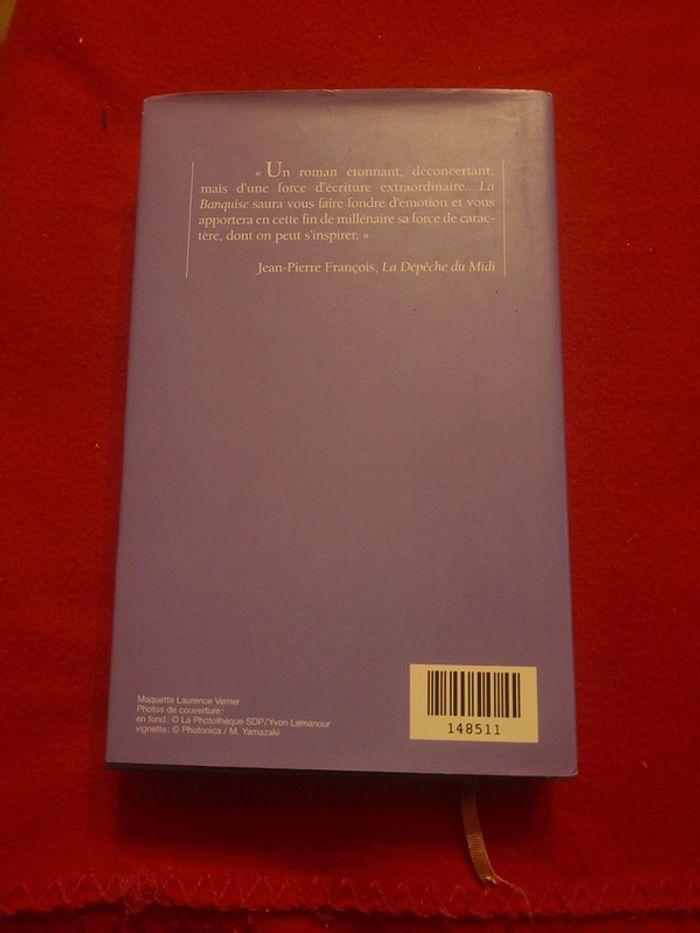 « Un roman étonnant, déconcertant,
mais d'une force d'écriture extraordinaire... La
Banquise saura vous faire fondre d'émotion et vous
apportera en cette fin de millénaire sa force de carac-
tère, dont on peut s'inspirer. »
Jean-Pierre François, La Dépêche du Midi
Maquette Laurence Verrier
Photos de couverture :
en fond : © La Photothèque SDP / Yvon Lemanour
vignette : © Photonica / M. Yamazaki
148511